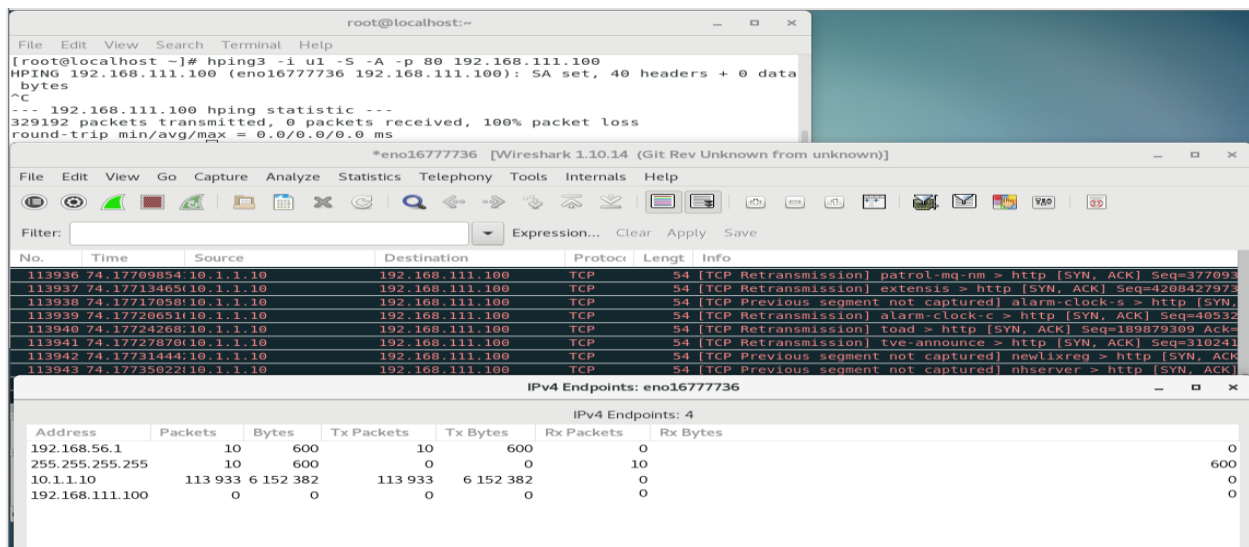 root@localhost:~
File Edit View Search Terminal Help
[root@localhost ~]# hping3 -i u1 -S -A -p 80 192.168.111.100
HPING 192.168.111.100 (eno16777736 192.168.111.100): SA set, 40 headers + 0 data
bytes
^C
--- 192.168.111.100 hping statistic ---
329192 packets transmitted, 0 packets received, 100% packet loss
round-trip min/avg/max = 0.0/0.0/0.0 ms
*eno16777736 [Wireshark 1.10.14 (Git Rev Unknown from unknown)]
File Edit View Go Capture Analyze Statistics Telephony Tools Internals Help
Filter: Expression... Clear Apply Save
No. Time Source Destination Protoco Lengt Info
113936 74.17709854 10.1.1.10 192.168.111.100 TCP 54 [TCP Retransmission] patrol-mq-nm > http [SYN, ACK] Seq=377093
113937 74.1771346 10.1.1.10 192.168.111.100 TCP 54 [TCP Retransmission] extensis > http [SYN, ACK] Seq=4208427973
113938 74.17717058 10.1.1.10 192.168.111.100 TCP 54 [TCP Previous segment not captured] alarm-clock-s > http [SYN,
113939 74.1772065 10.1.1.10 192.168.111.100 TCP 54 [TCP Previous segment not captured] alarm-clock-c > http [SYN, ACK] Seq=40532
113940 74.17724268 10.1.1.10 192.168.111.100 TCP 54 [TCP Retransmission] toad > http [SYN, ACK] Seq=189879309 Ack=
113941 74.1772787 10.1.1.10 192.168.111.100 TCP 54 [TCP Retransmission] tve-announce > http [SYN, ACK] Seq=310241
113942 74.17731444 10.1.1.10 192.168.111.100 TCP 54 [TCP Previous segment not captured] newlixreg > http [SYN, ACK
113943 74.17735022 10.1.1.10 192.168.111.100 TCP 54 [TCP Previous segment not captured] nhserver > http [SYN, ACK]
IPv4 Endpoints: eno16777736
IPv4 Endpoints: 4
Address Packets Bytes Tx Packets Tx Bytes Rx Packets Rx Bytes
192.168.56.1 10 600 10 600 0 0
255.255.255.255 10 600 0 0 10 600
10.1.1.10 113 933 6 152 382 113 933 6 152 382 0 0
192.168.111.100 0 0 0 0 0 0